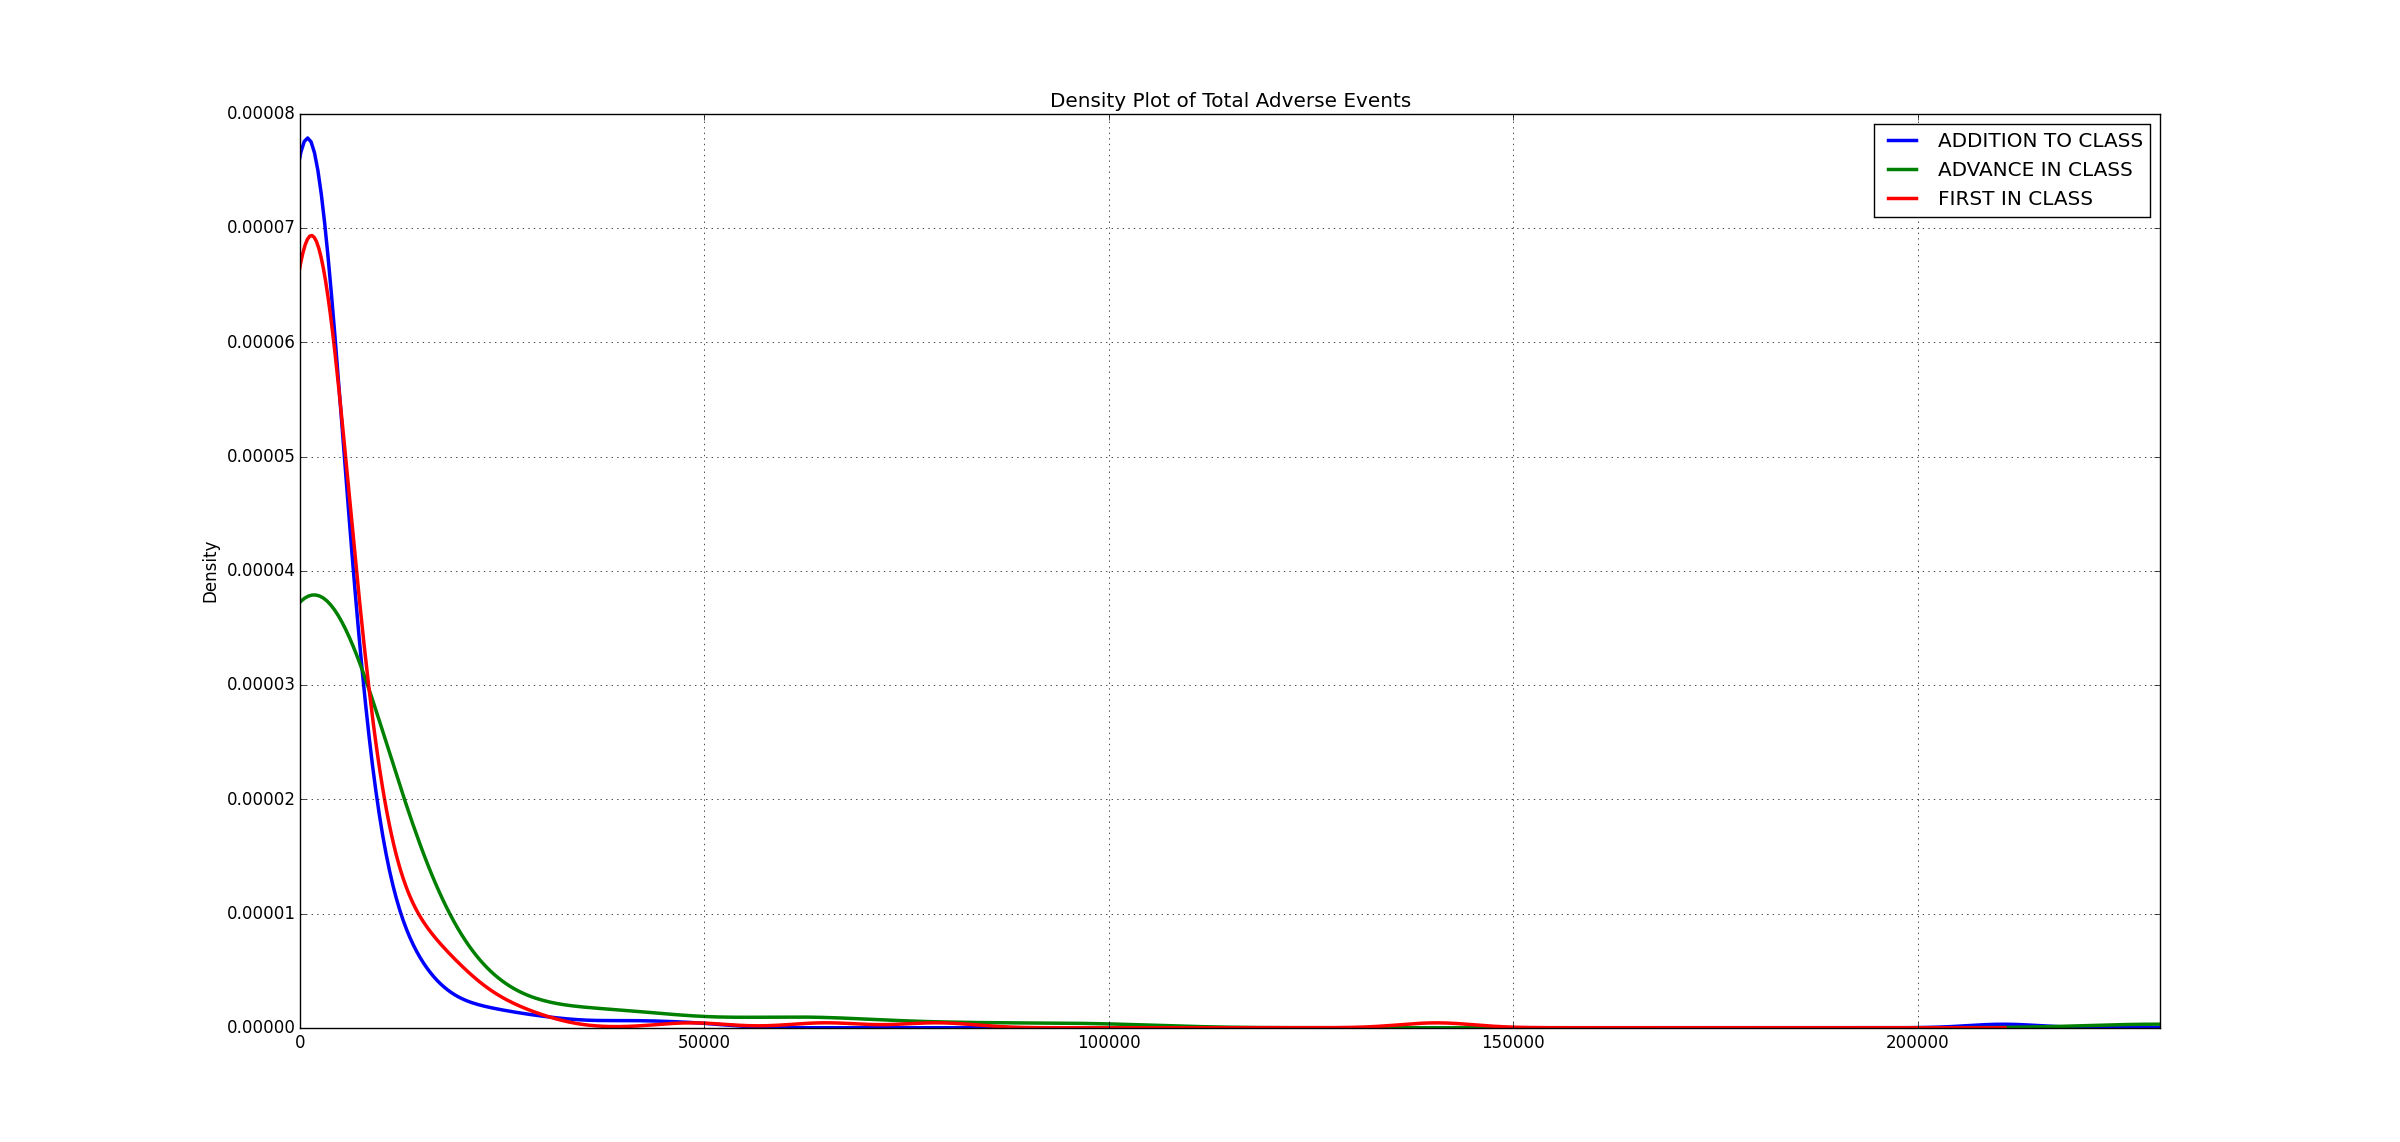 Density Plot of Total Adverse Events
ADDITION TO CLASS
ADVANCE IN CLASS
FIRST IN CLASS
Density
0.00008
0.00007
0.00006
0.00005
0.00004
0.00003
0.00002
0.00001
0.00000
0
50000
100000
150000
200000